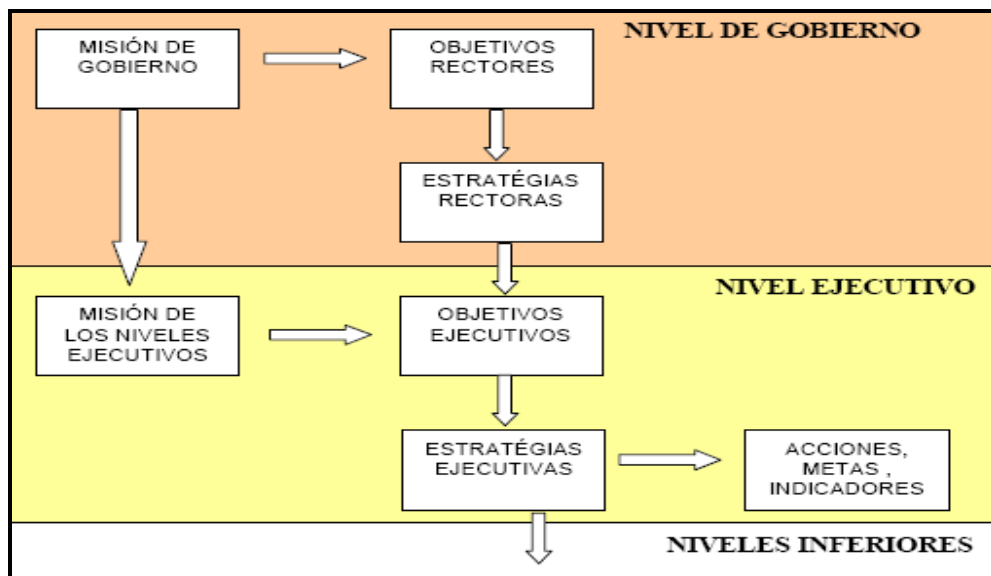 NIVEL DE GOBIERNO
MISIÓN DE
GOBIERNO
OBJETIVOS
RECTORES
ESTRATÉGIAS
RECTORAS
NIVEL EJECUTIVO
MISIÓN DE
LOS NIVELES
EJECUTIVOS
OBJETIVOS
EJECUTIVOS
ESTRATÉGIAS
EJECUTIVAS
ACCIONES,
METAS ,
INDICADORES
NIVELES INFERIORES